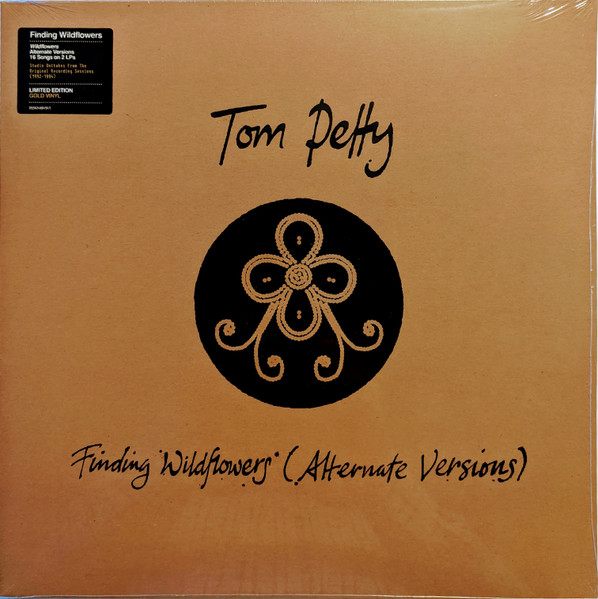 Finding Wildflowers
Wildflowers
Alternate Versions
16 Songs on 2 LPs
Studio Outtakes From The
Original Recording Sessions
(1992-1994)
LIMITED EDITION
GOLD VINYL
Tom Petty
Finding "Wildflowers" (Alternate Versions)